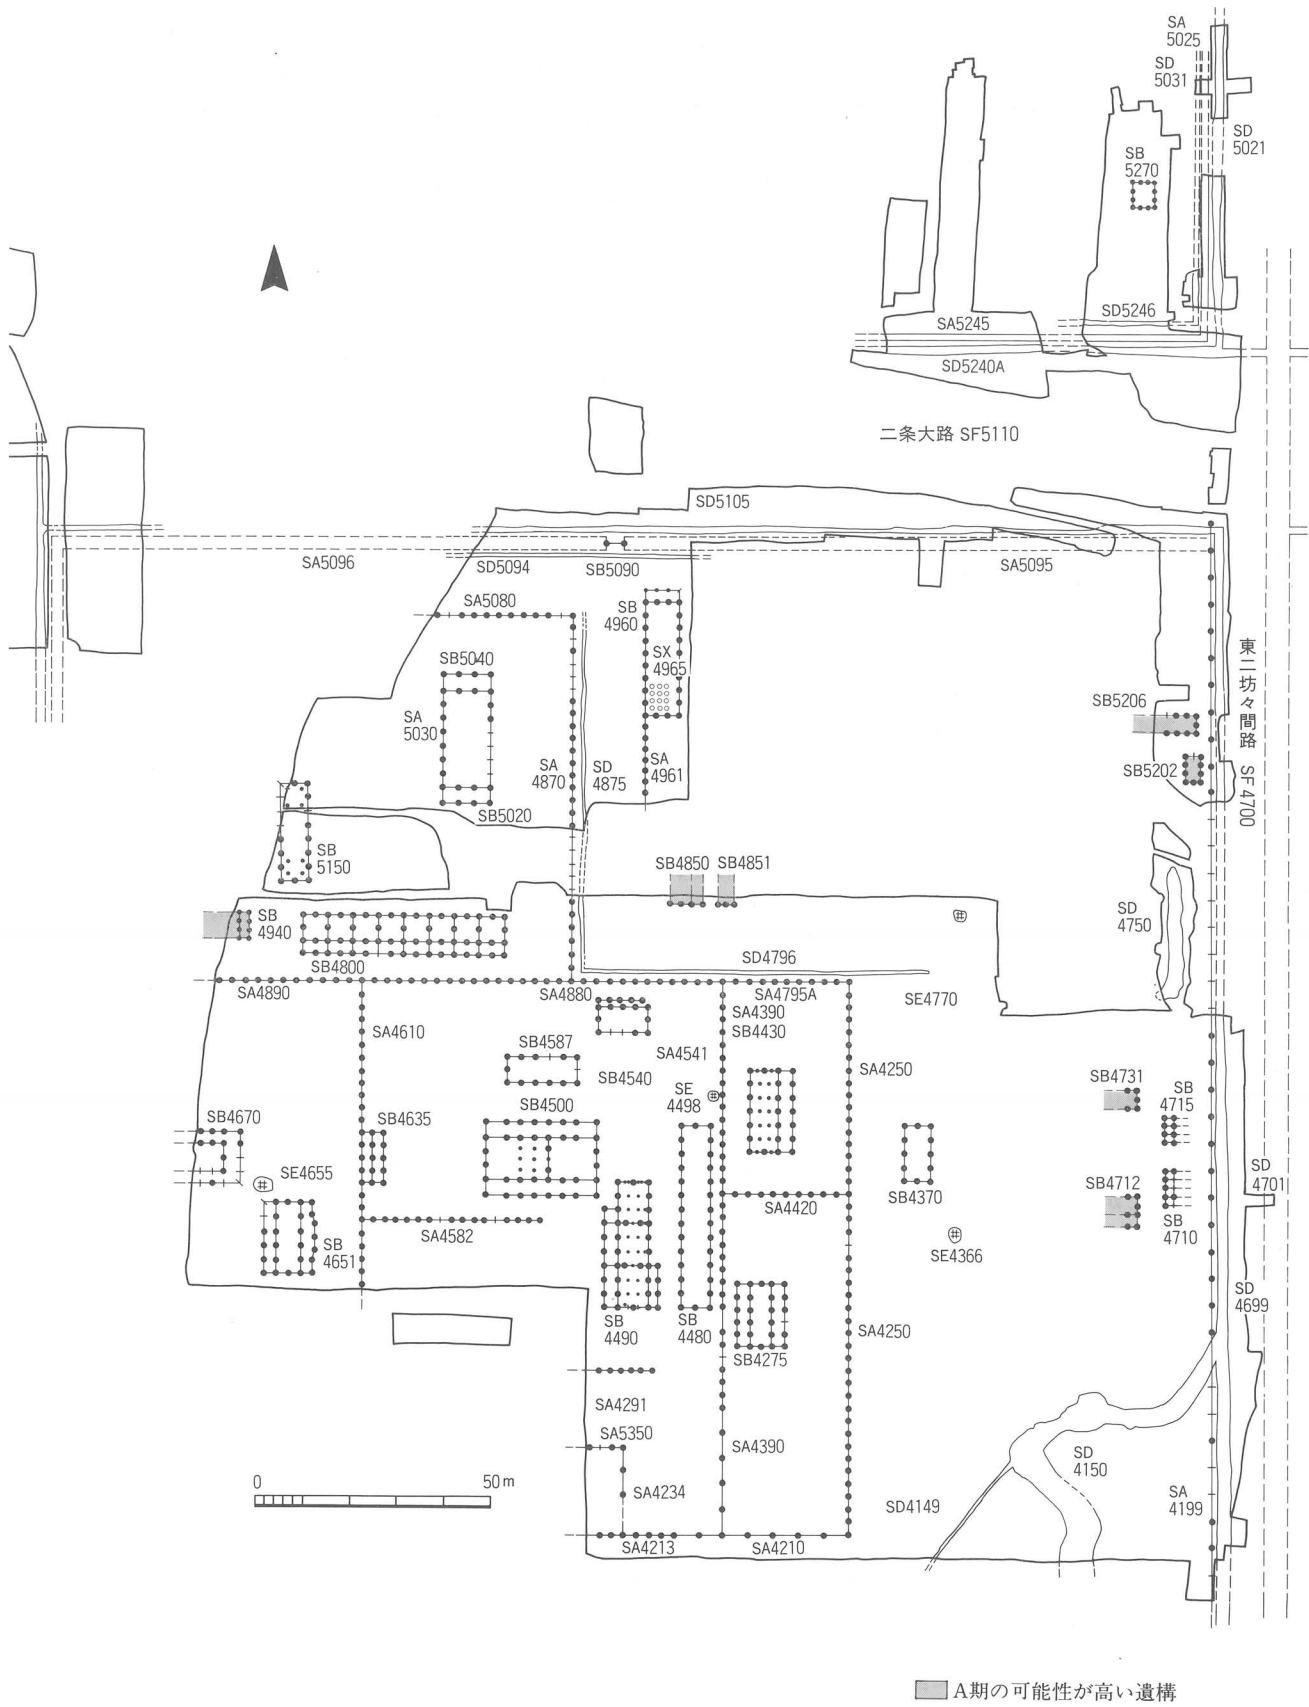 SA
5025
SD
5031
SD
5021
SB
5270
SD5246
SA5245
SD5240A
二条大路 SF5110
SD5105
SA5096
SD5094
SB5090
SA5095
SA5080
SB
4960
SB5040
SX
4965
SA
5030
SA
4870
SD
4875
SA
4961
SB5020
SB5206
SB5202
東二坊々間路 SF4700
SB
5150
SB4850
SB4851
SB
4940
SB4800
SD
4750
SD4796
SA4890
SA4880
SA4795A
SE4770
SA4390
SB4430
SA4610
SA4541
SB4587
SB4540
SA4250
SE
4498
SB4731
SB
4715
SB4670
SB4635
SB4500
SE4655
SB4370
SB4712
SD
4701
SA4420
SA4582
SB
4651
SE4366
SB
4710
SD
4699
SB
4490
SB
4480
SB4275
SA4250
SA4291
SA5350
SA4390
SD
4150
0 50m
SA4234
SD4149
SA
4199
SA4213
SA4210
A期の可能性が高い遺構